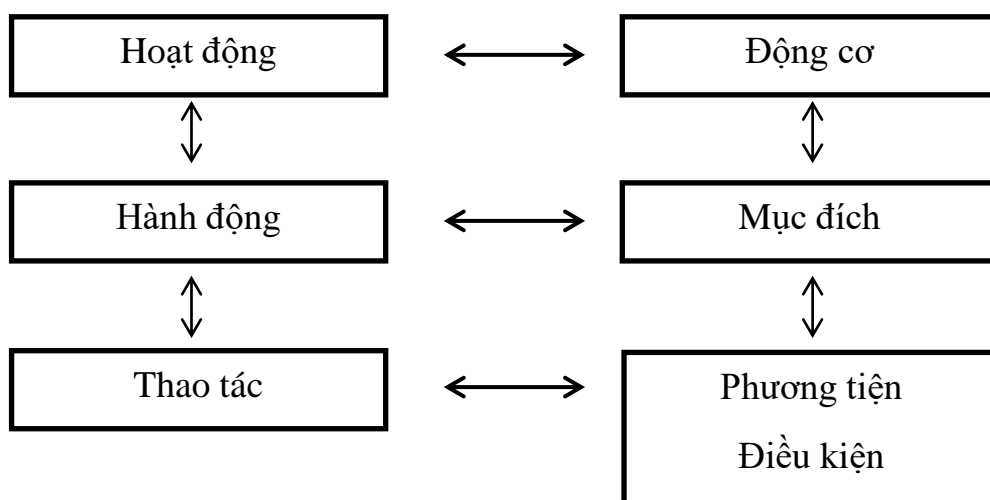 Hoạt động
Động cơ
Hành động
Mục đích
Thao tác
Phương tiện
Điều kiện